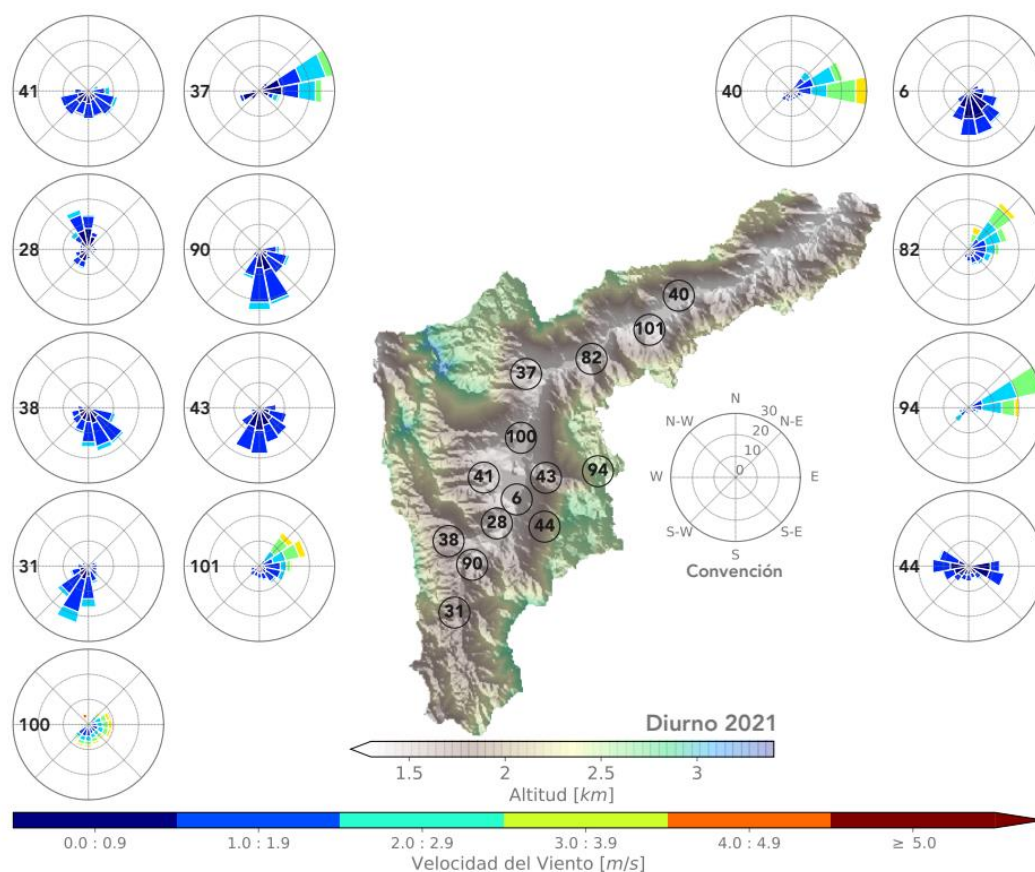 41
37
40
6
28
90
82
38
43
94
31
101
44
100
40
101
82
37
100
41
43
94
6
28
44
38
90
31
N
N-E
E
S-E
S
S-W
W
N-W
30
20
10
0
Convención
Diurno 2021
1.5 2 2.5 3
Altitud [km]
0.0 : 0.9 1.0 : 1.9 2.0 : 2.9 3.0 : 3.9 4.0 : 4.9 ≥ 5.0
Velocidad del Viento [m/s]